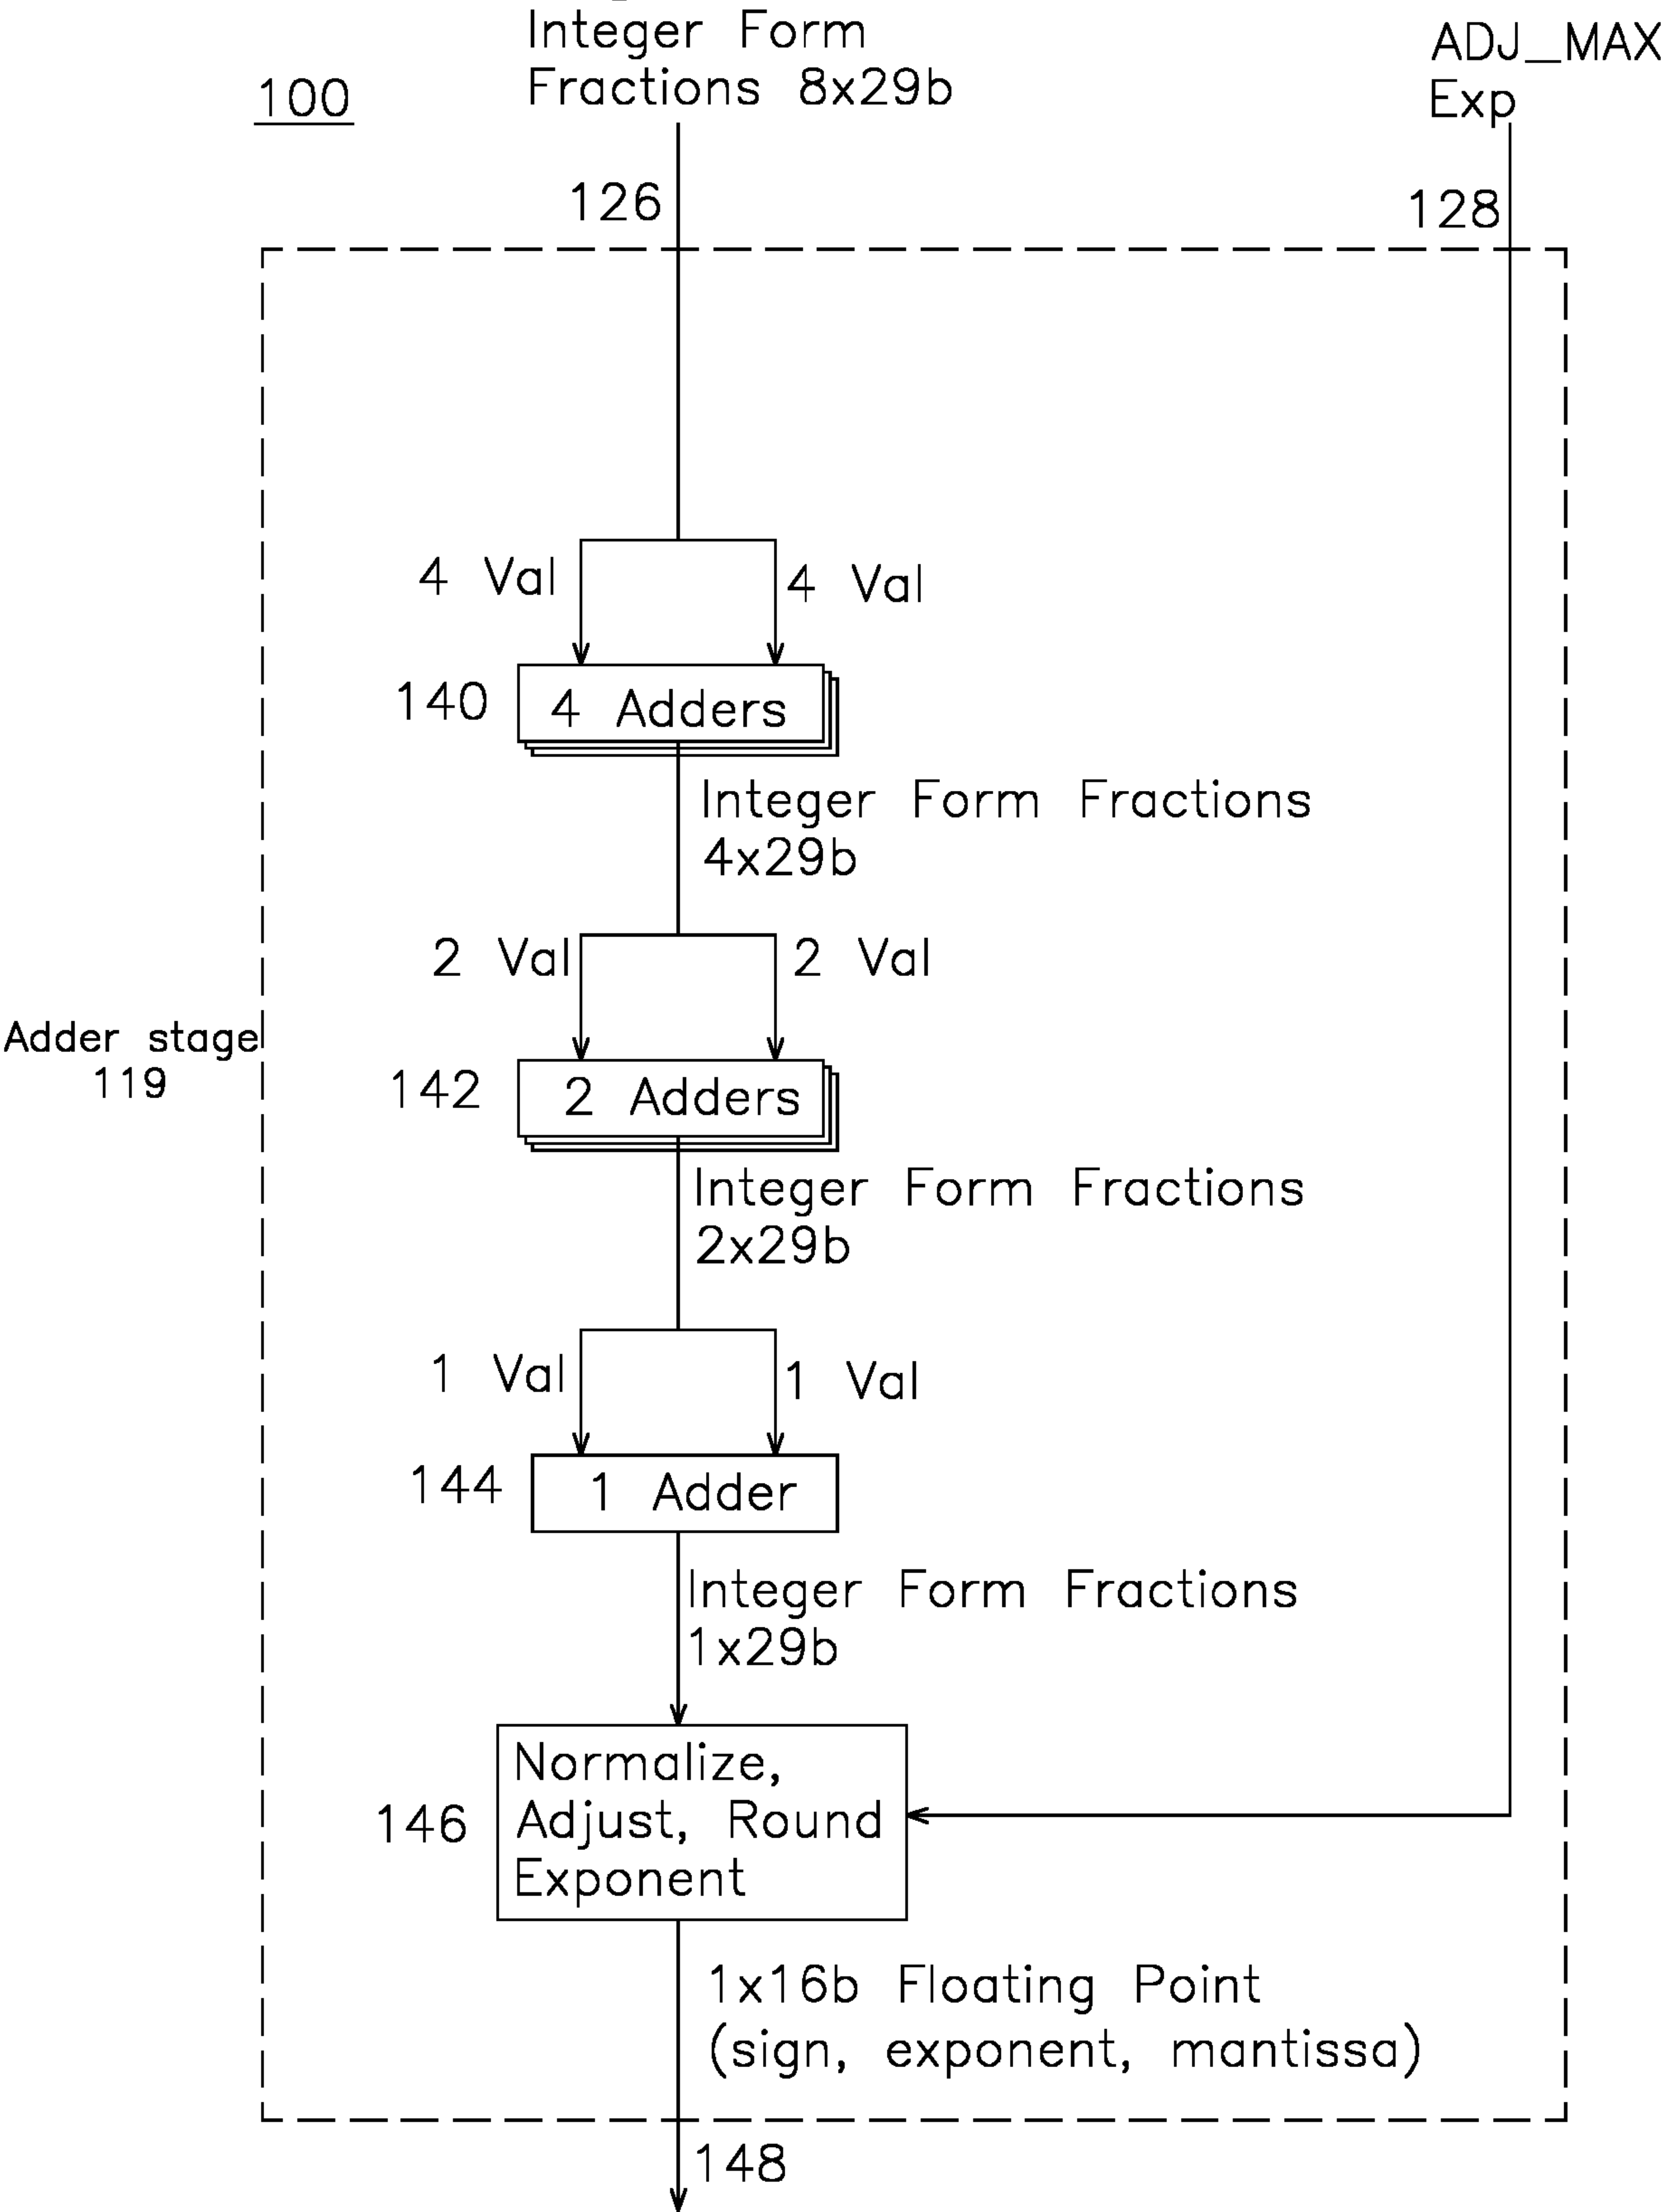 Integer Form
Fractions 8x29b
ADJ_MAX
Exp
100
126
128
4 Val
4 Val
140
4 Adders
Integer Form Fractions
4x29b
2 Val
2 Val
Adder stage
119
142
2 Adders
Integer Form Fractions
2x29b
1 Val
1 Val
144
1 Adder
Integer Form Fractions
1x29b
146
Normalize,
Adjust, Round
Exponent
1x16b Floating Point
(sign, exponent, mantissa)
148